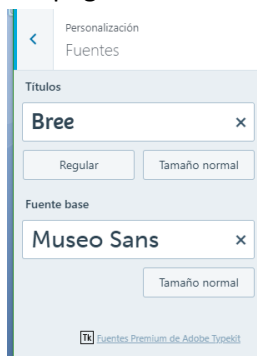 Personalización
Fuentes
Títulos
Bree ×
Regular Tamaño normal
Fuente base
Museo Sans ×
Tamaño normal
Tk Fuentes Premium de Adobe Typekit